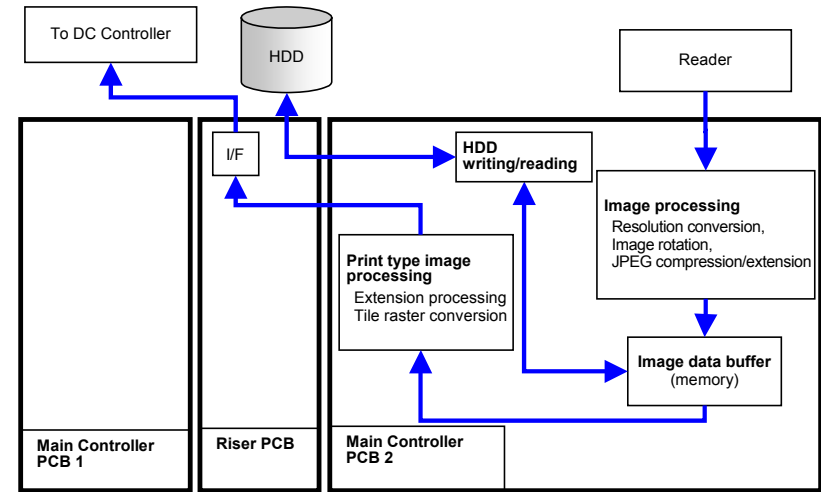 To DC Controller
HDD
Reader
I/F
HDD
writing/reading
Image processing
Resolution conversion,
Image rotation,
JPEG compression/extension
Print type image
processing
Extension processing
Tile raster conversion
Image data buffer
(memory)
Main Controller
PCB 1
Riser PCB
Main Controller
PCB 2